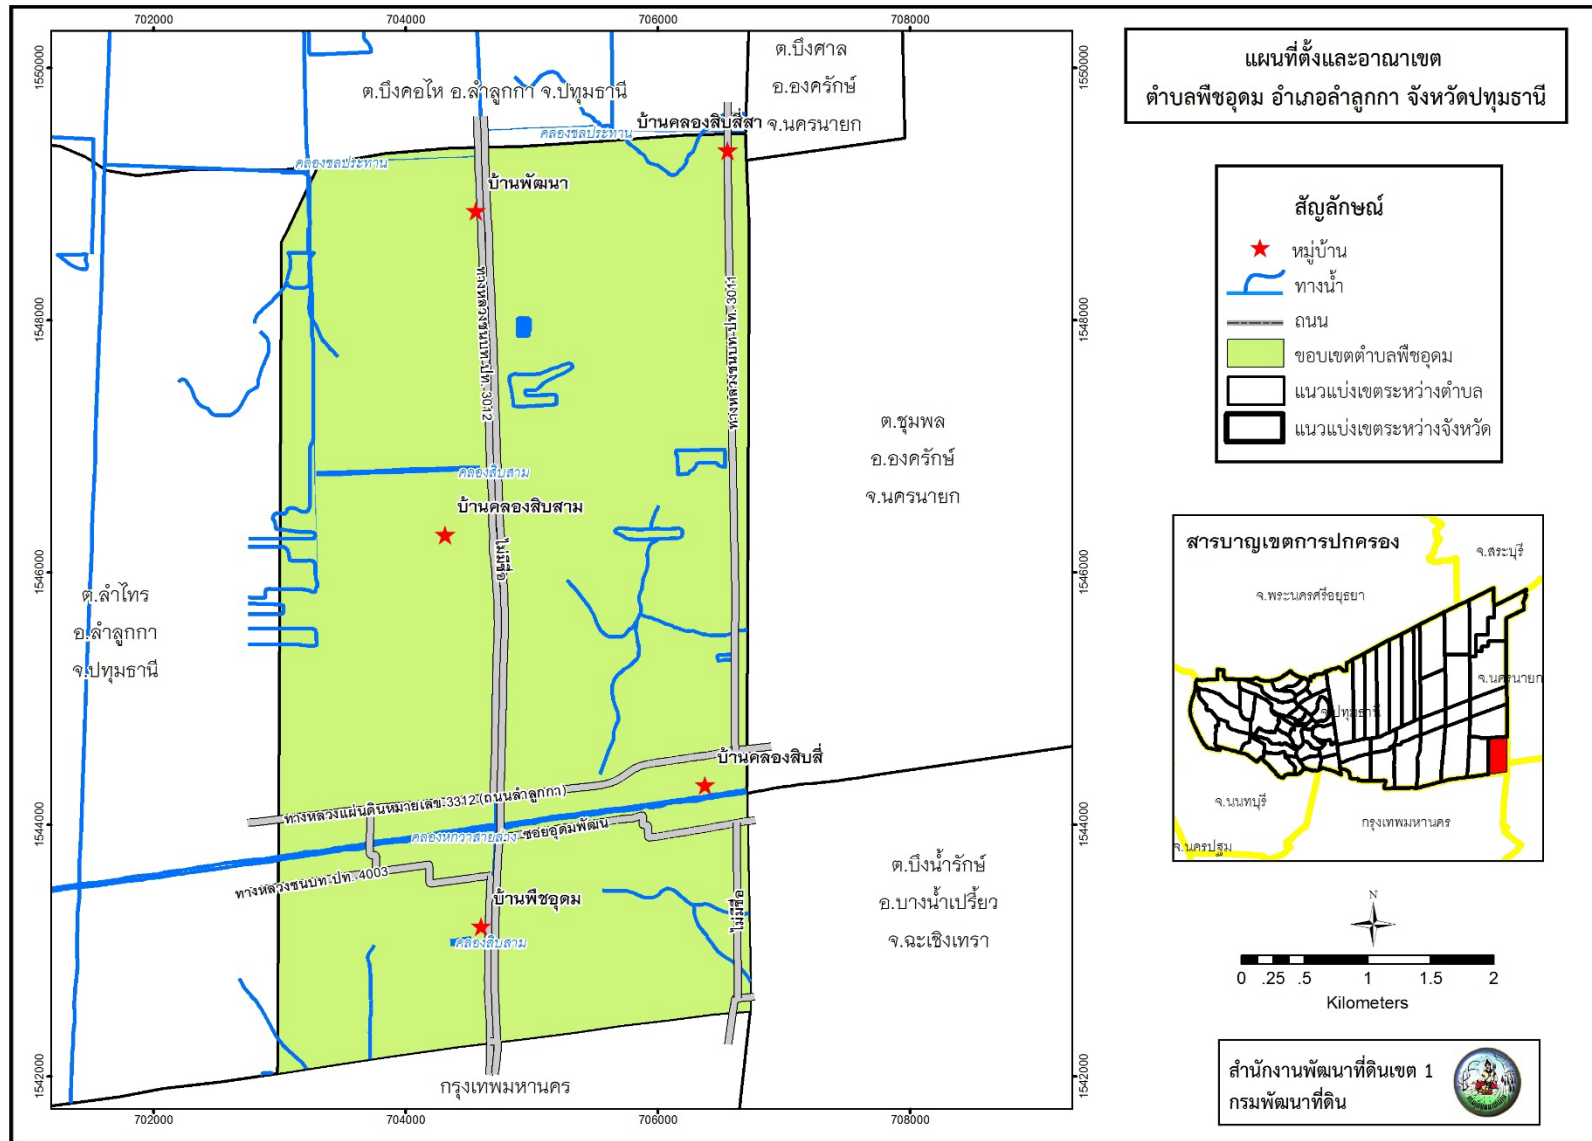 702000
704000
706000
708000
1550000
1548000
1546000
1544000
1542000
ต.บึงคอไห อ.ลำลูกกา จ.ปทุมธานี
ต.บึงศาล
อ.องครักษ์
จ.นครนายก
บ้านคลองสิบสี่สา
คลองชลประทาน
คลองชลประทาน
บ้านพัฒนา
ทางหลวงชนบท ปท. 3012
ทางหลวงชนบท ปท. 3011
ต.ชุมพล
อ.องครักษ์
จ.นครนายก
คลองสิบสาม
บ้านคลองสิบสาม
ไม่มีชื่อ
ต.ลำไทร
อ.ลำลูกกา
จ.ปทุมธานี
บ้านคลองสิบสี่
ทางหลวงแผ่นดินหมายเลข 3312 (ถนนลำลูกกา)
คลองหกวาสายล่าง
ซอยอุดมพัฒน
ทางหลวงชนบท ปท. 4003
บ้านพืชอุดม
คลองสิบสาม
ไม่มีชื่อ
ต.บึงน้ำรักษ์
อ.บางน้ำเปรี้ยว
จ.ฉะเชิงเทรา
กรุงเทพมหานคร
1550000
1548000
1546000
1544000
1542000
702000
704000
706000
708000
แผนที่ตั้งและอาณาเขต
ตำบลพืชอุดม อำเภอลำลูกกา จังหวัดปทุมธานี
สัญลักษณ์
หมู่บ้าน
ทางน้ำ
ถนน
ขอบเขตตำบลพืชอุดม
แนวแบ่งเขตระหว่างตำบล
แนวแบ่งเขตระหว่างจังหวัด
สารบาญเขตการปกครอง
จ.สระบุรี
จ.พระนครศรีอยุธยา
จ.นครนายก
จ.ปทุมธานี
จ.นนทบุรี
กรุงเทพมหานคร
จ.นครปฐม
N
0 .25 .5 1 1.5 2
Kilometers
สำนักงานพัฒนาที่ดินเขต 1
กรมพัฒนาที่ดิน